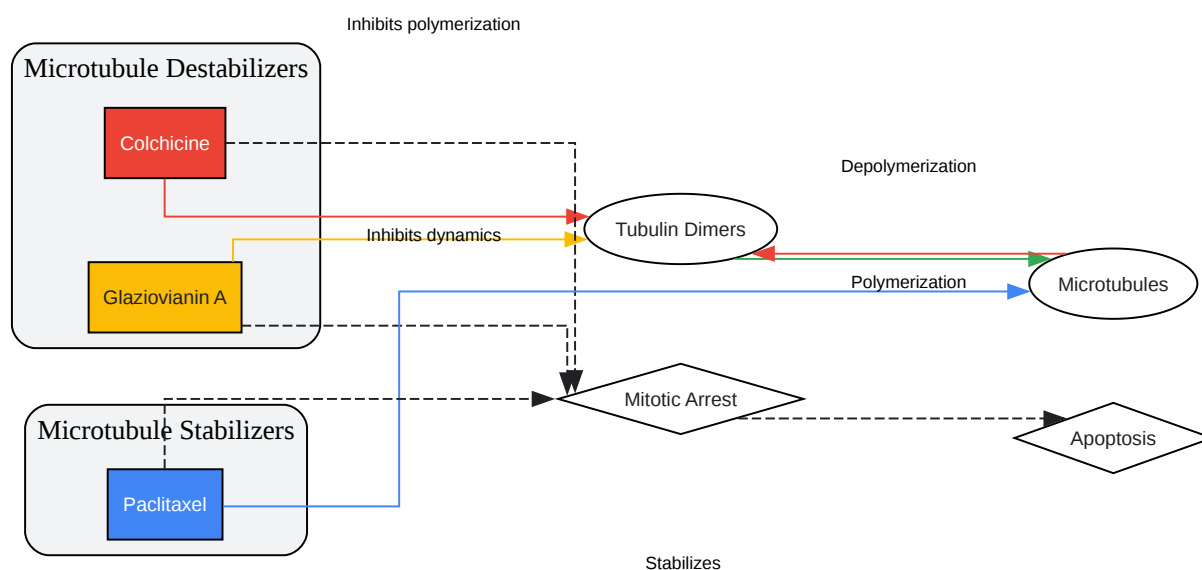 Inhibits polymerization
Microtubule Destabilizers
Colchicine
Depolymerization
Tubulin Dimers
Inhibits dynamics
Glaziovianin A
Polymerization
Microtubules
Mitotic Arrest
Microtubule Stabilizers
Apoptosis
Paclitaxel
Stabilizes